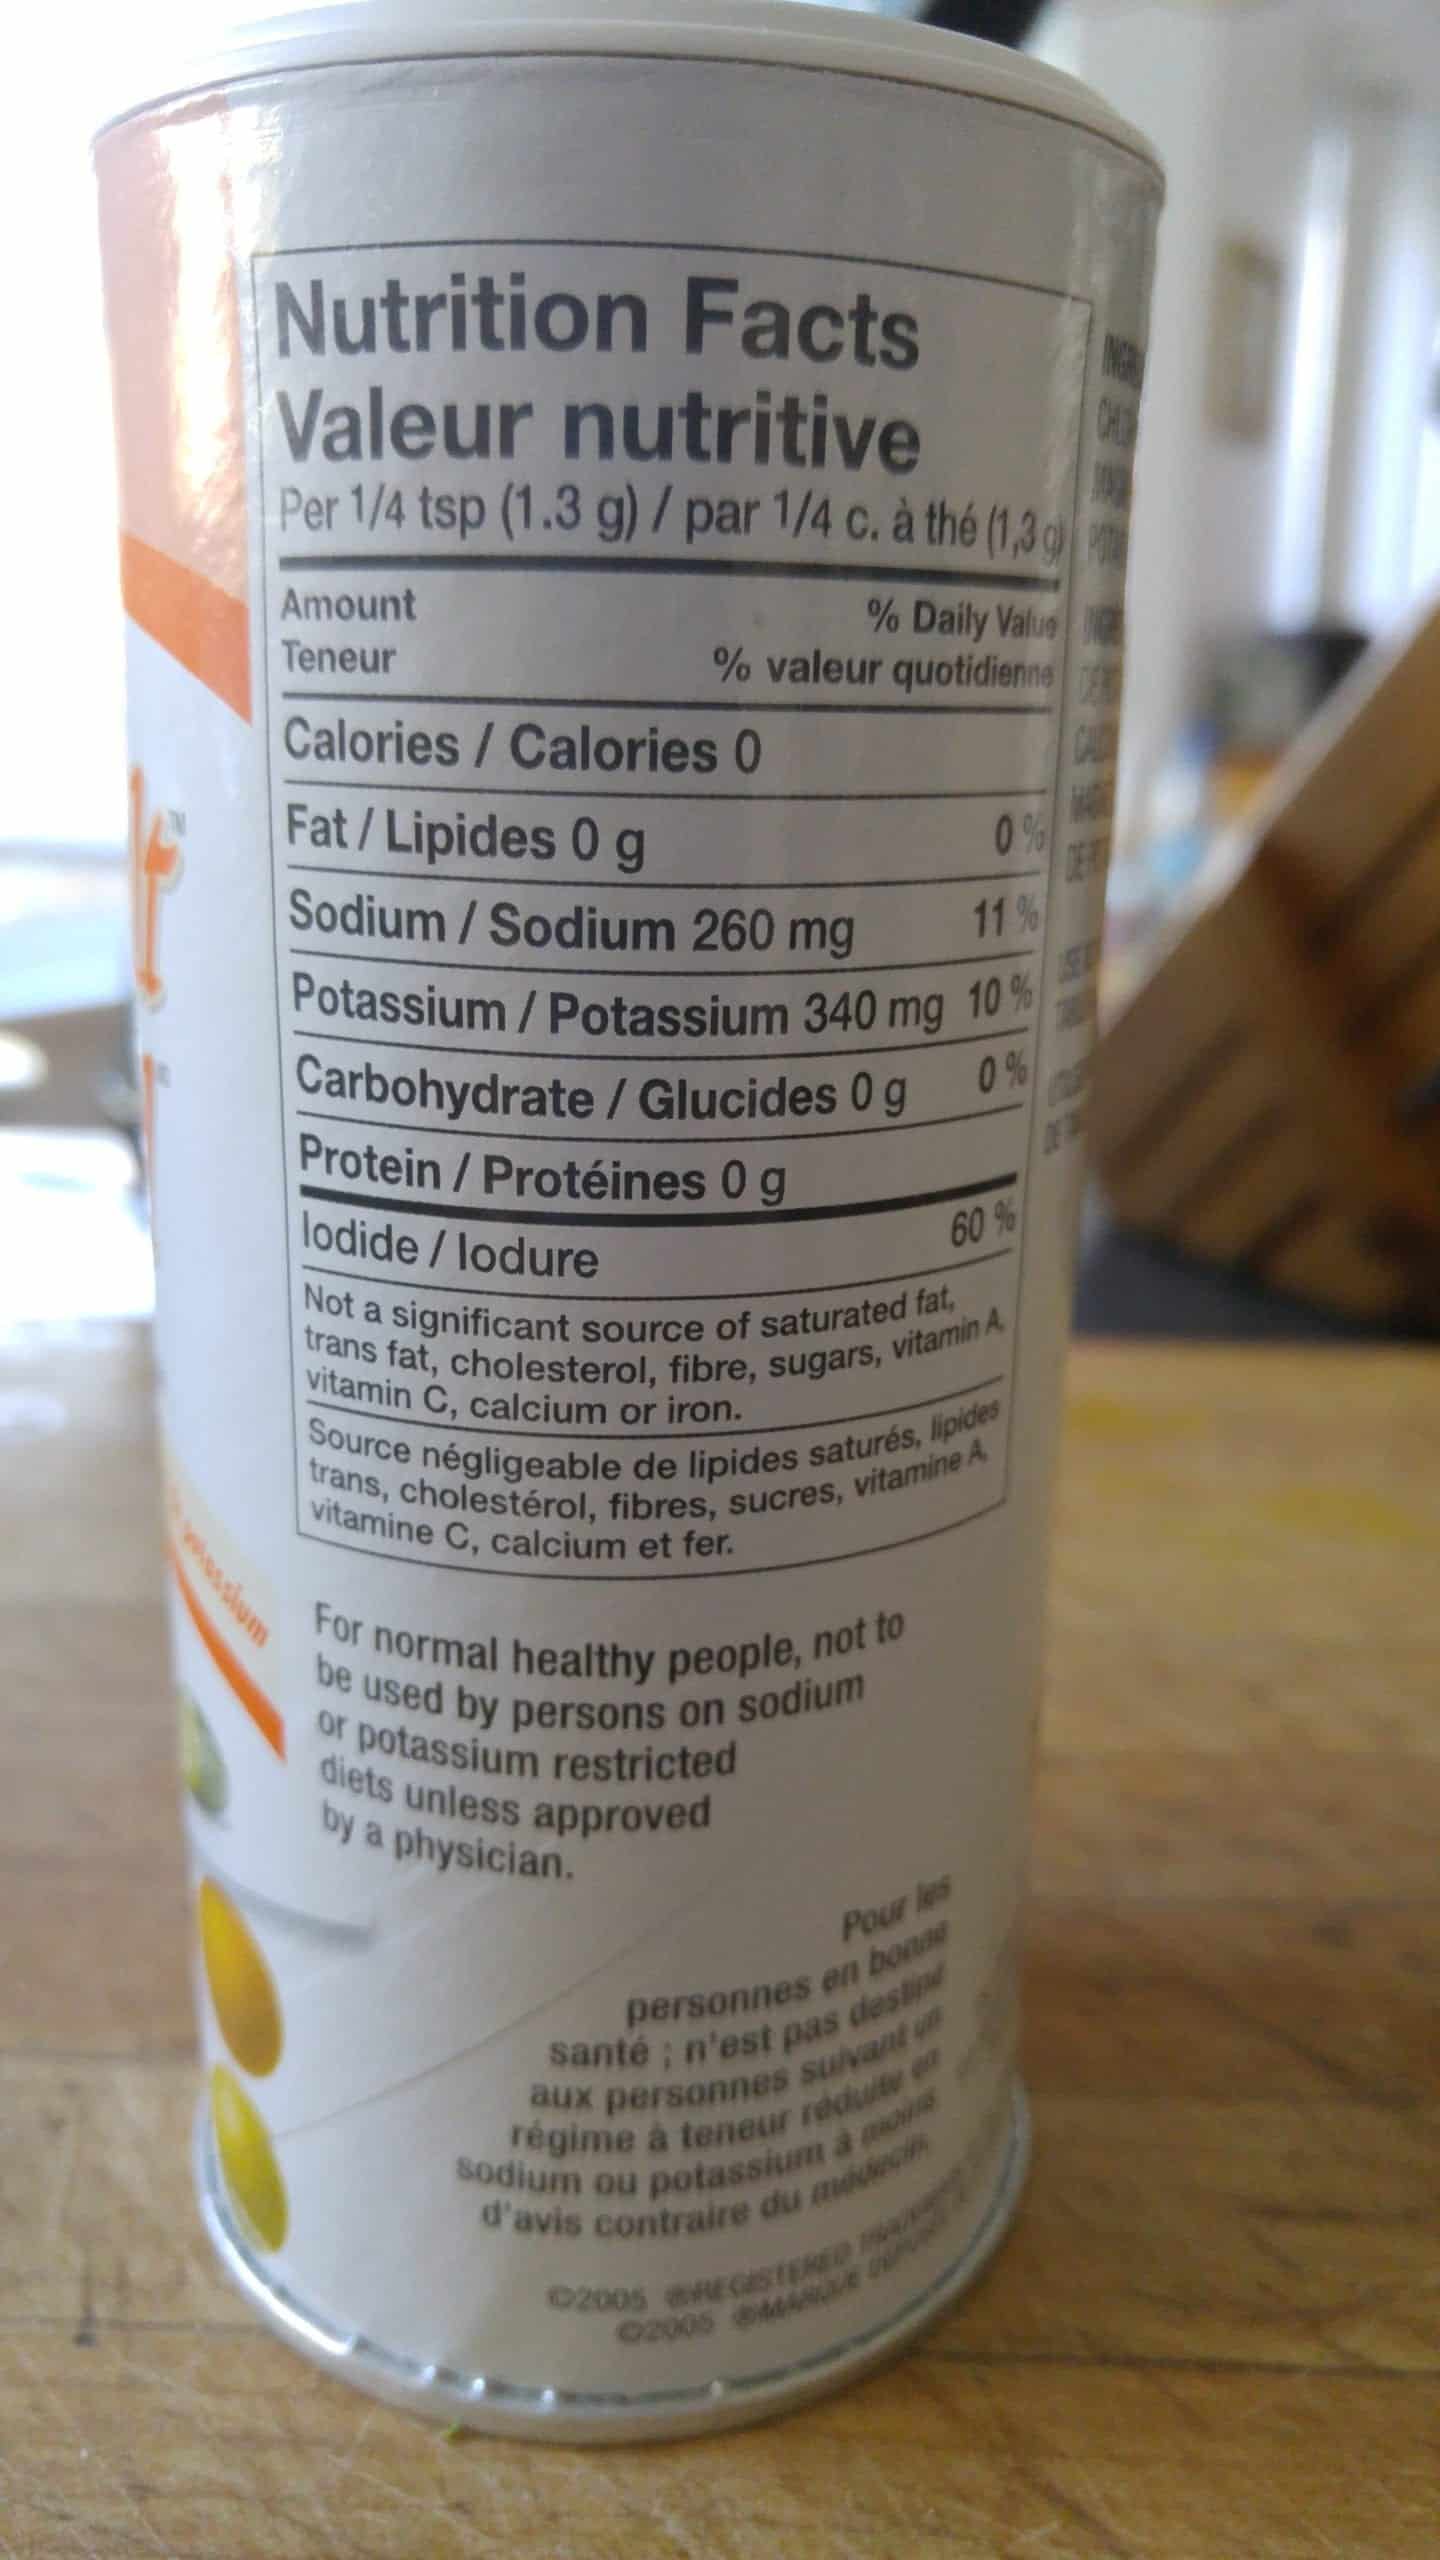 Nutrition Facts
Valeur nutritive
Per 1/4 tsp (1.3 g) / par 1/4 c. à thé (1,3 g)
Amount % Daily Value
Teneur % valeur quotidienne
Calories / Calories 0
Fat / Lipides 0 g 0 %
Sodium / Sodium 260 mg 11 %
Potassium / Potassium 340 mg 10 %
Carbohydrate / Glucides 0 g 0 %
Protein / Protéines 0 g
Iodide / Iodure 60 %
Not a significant source of saturated fat,
trans fat, cholesterol, fibre, sugars, vitamin A,
vitamin C, calcium or iron.
Source négligeable de lipides saturés, lipides
trans, cholestérol, fibres, sucres, vitamine A,
vitamine C, calcium et fer.
For normal healthy people, not to
be used by persons on sodium
or potassium restricted
diets unless approved
by a physician.
Pour les
personnes en bonne
santé ; n'est pas destiné
aux personnes suivant un
régime à teneur réduite en
sodium ou potassium à moins
d'avis contraire du médecin.
©2005 ®REGISTERED
©2005 ®MARQUE
potassium